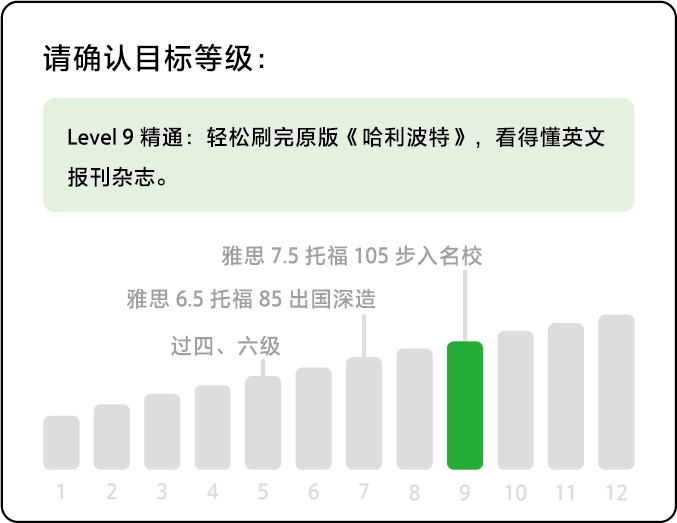 请确认目标等级：
Level 9 精通：轻松刷完原版《哈利波特》，看得懂英文
报刊杂志。
雅思 7.5 托福 105 步入名校
雅思 6.5 托福 85 出国深造
过四、六级
1 2 3 4 5 6 7 8 9 10 11 12